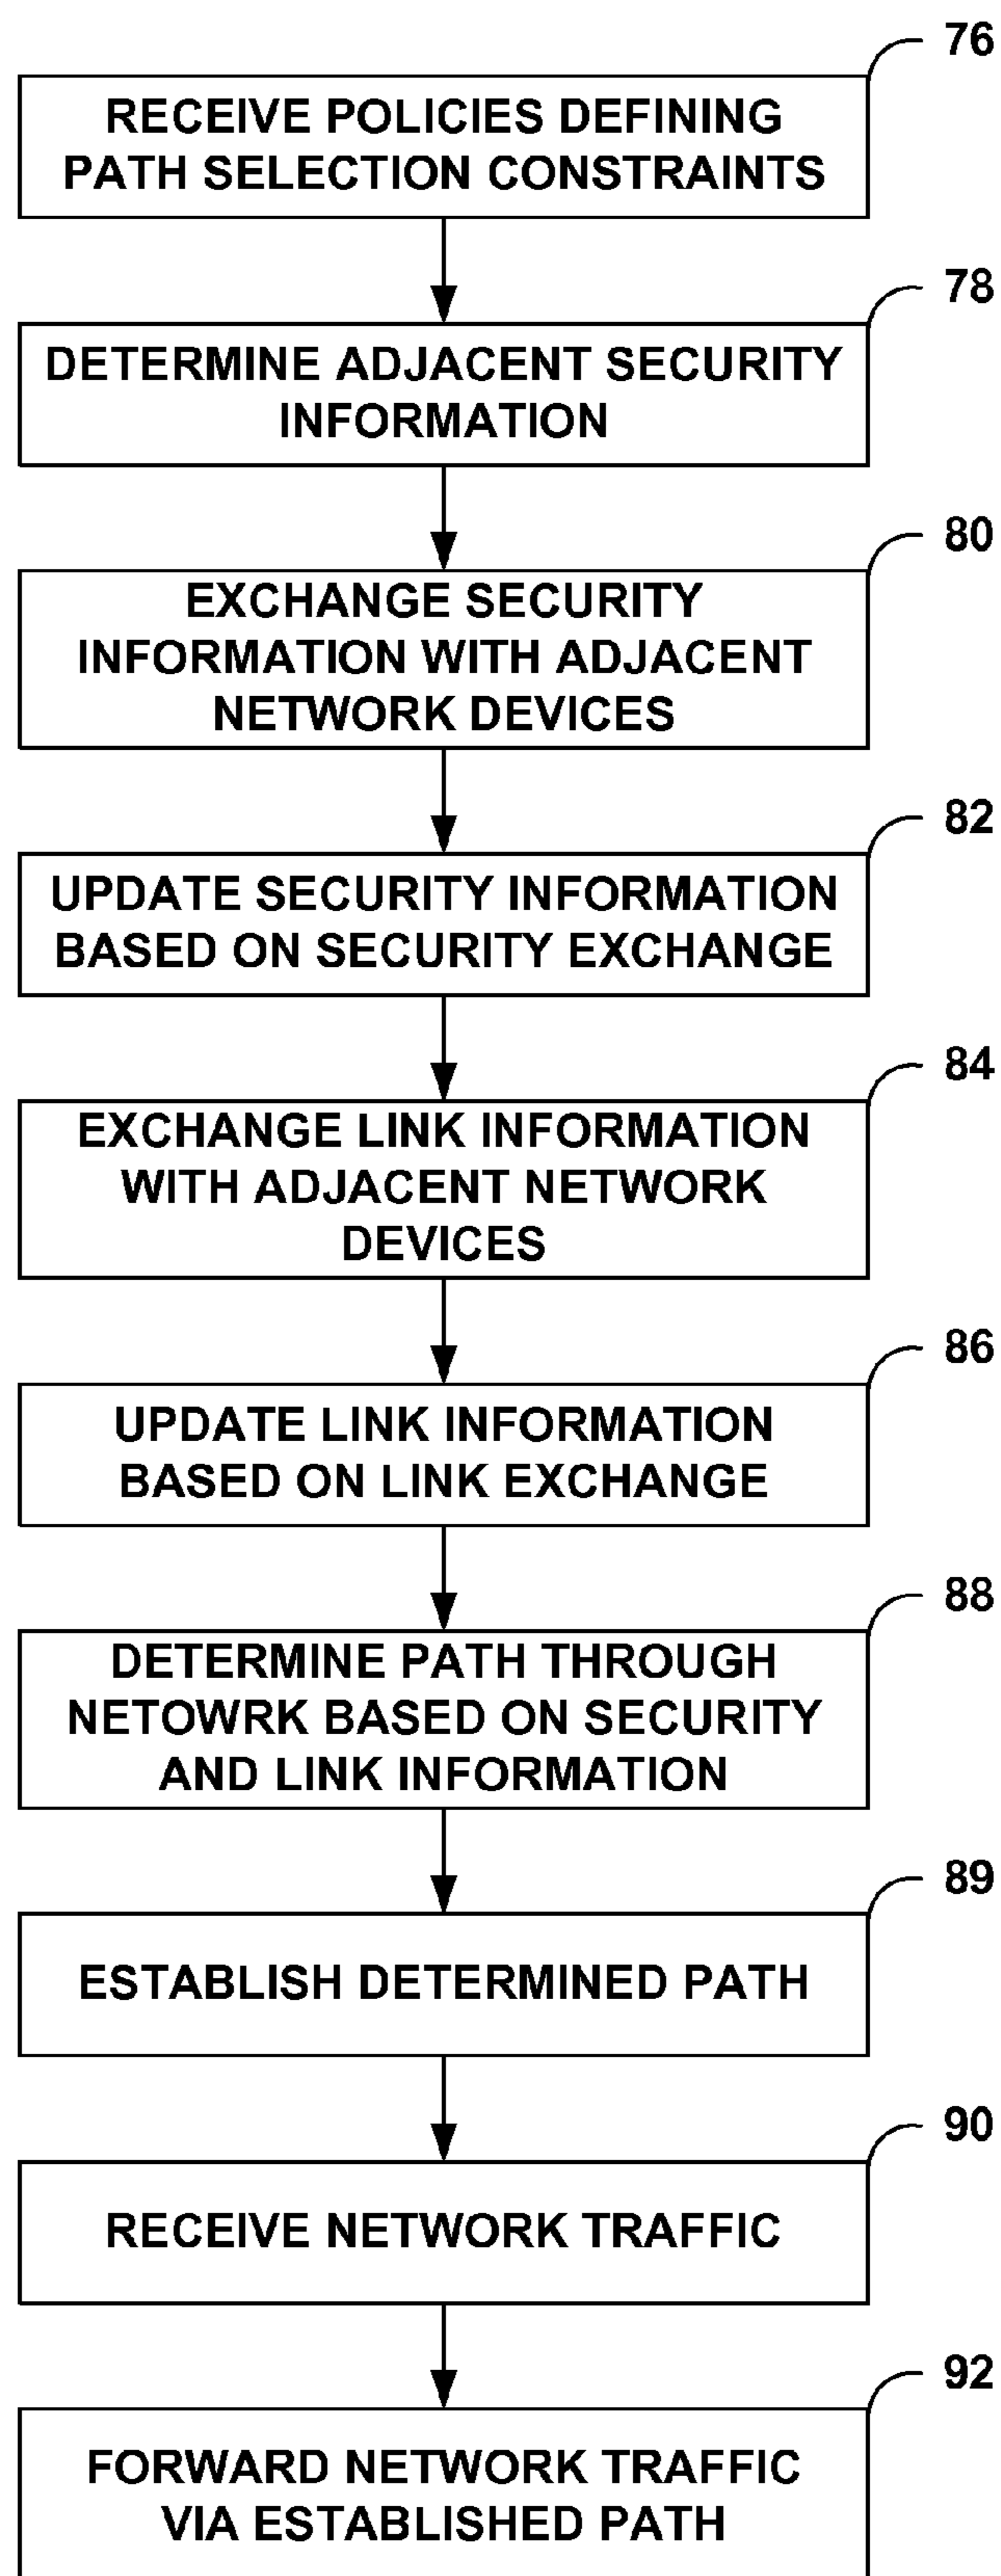 76
RECEIVE POLICIES DEFINING
PATH SELECTION CONSTRAINTS
78
DETERMINE ADJACENT SECURITY
INFORMATION
80
EXCHANGE SECURITY
INFORMATION WITH ADJACENT
NETWORK DEVICES
82
UPDATE SECURITY INFORMATION
BASED ON SECURITY EXCHANGE
84
EXCHANGE LINK INFORMATION
WITH ADJACENT NETWORK
DEVICES
86
UPDATE LINK INFORMATION
BASED ON LINK EXCHANGE
88
DETERMINE PATH THROUGH
NETOWRK BASED ON SECURITY
AND LINK INFORMATION
89
ESTABLISH DETERMINED PATH
90
RECEIVE NETWORK TRAFFIC
92
FORWARD NETWORK TRAFFIC
VIA ESTABLISHED PATH